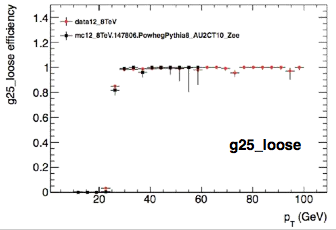 g25_loose efficiency
1.4
1.2
1
0.8
0.6
0.4
0.2
0
data12_8TeV
mc12_8TeV.147806.PowhegPythia8_AU2CT10_Zee
g25_loose
0 20 40 60 80 100
p_T (GeV)